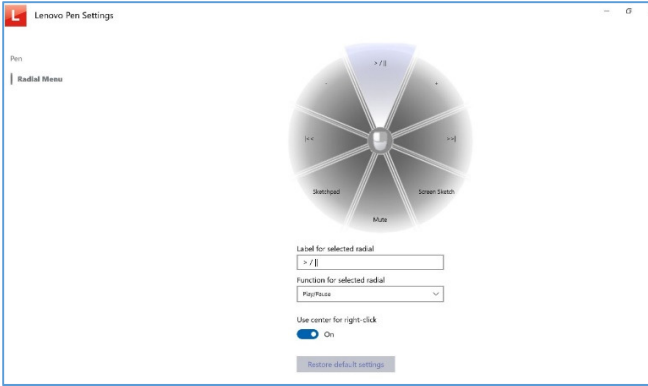 L Lenovo Pen Settings
Pen
Radial Menu
> / ||
-
+
|<<
>>|
Sketchpad
Screen Sketch
Mute
Label for selected radial
> / ||
Function for selected radial
Play/Pause
Use center for right-click
On
Restore default settings